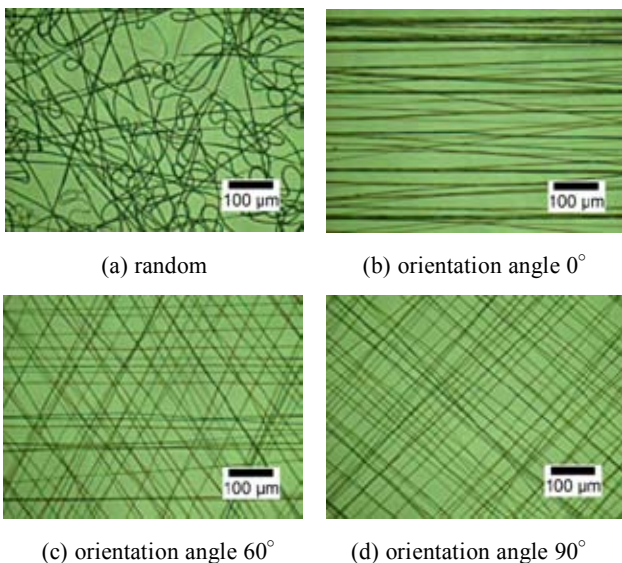 100 µm
100 µm
(a) random
(b) orientation angle 0°
100 µm
100 µm
(c) orientation angle 60°
(d) orientation angle 90°